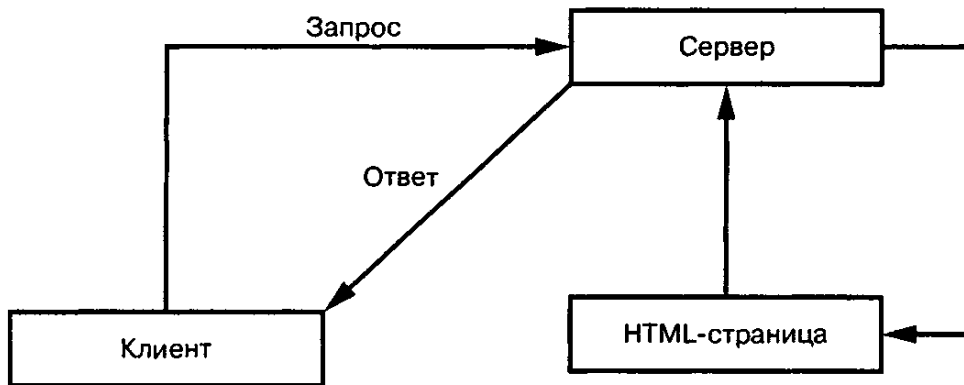 Запрос
Сервер
Ответ
Клиент
HTML-страница